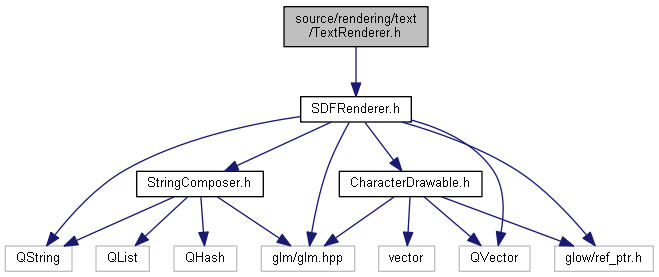 source/rendering/text
/TextRenderer.h
SDFRenderer.h
StringComposer.h
CharacterDrawable.h
QString
QList
QHash
glm/glm.hpp
vector
QVector
glow/ref_ptr.h